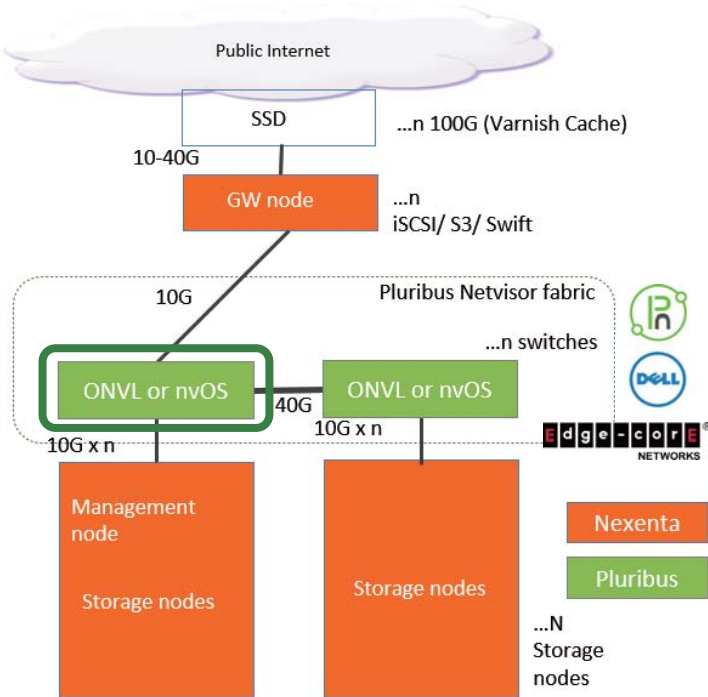 Public Internet
SSD
...n 100G (Varnish Cache)
10-40G
GW node
...n
iSCSI/ S3/ Swift
10G
Pluribus Netvisor fabric
Pn
...n switches
DELL
ONVL or nvOS
40G
ONVL or nvOS
10G x n
10G x n
Edge-corE®
NETWORKS
Management
node
Storage nodes
Storage nodes
Nexenta
Pluribus
...N
Storage
nodes